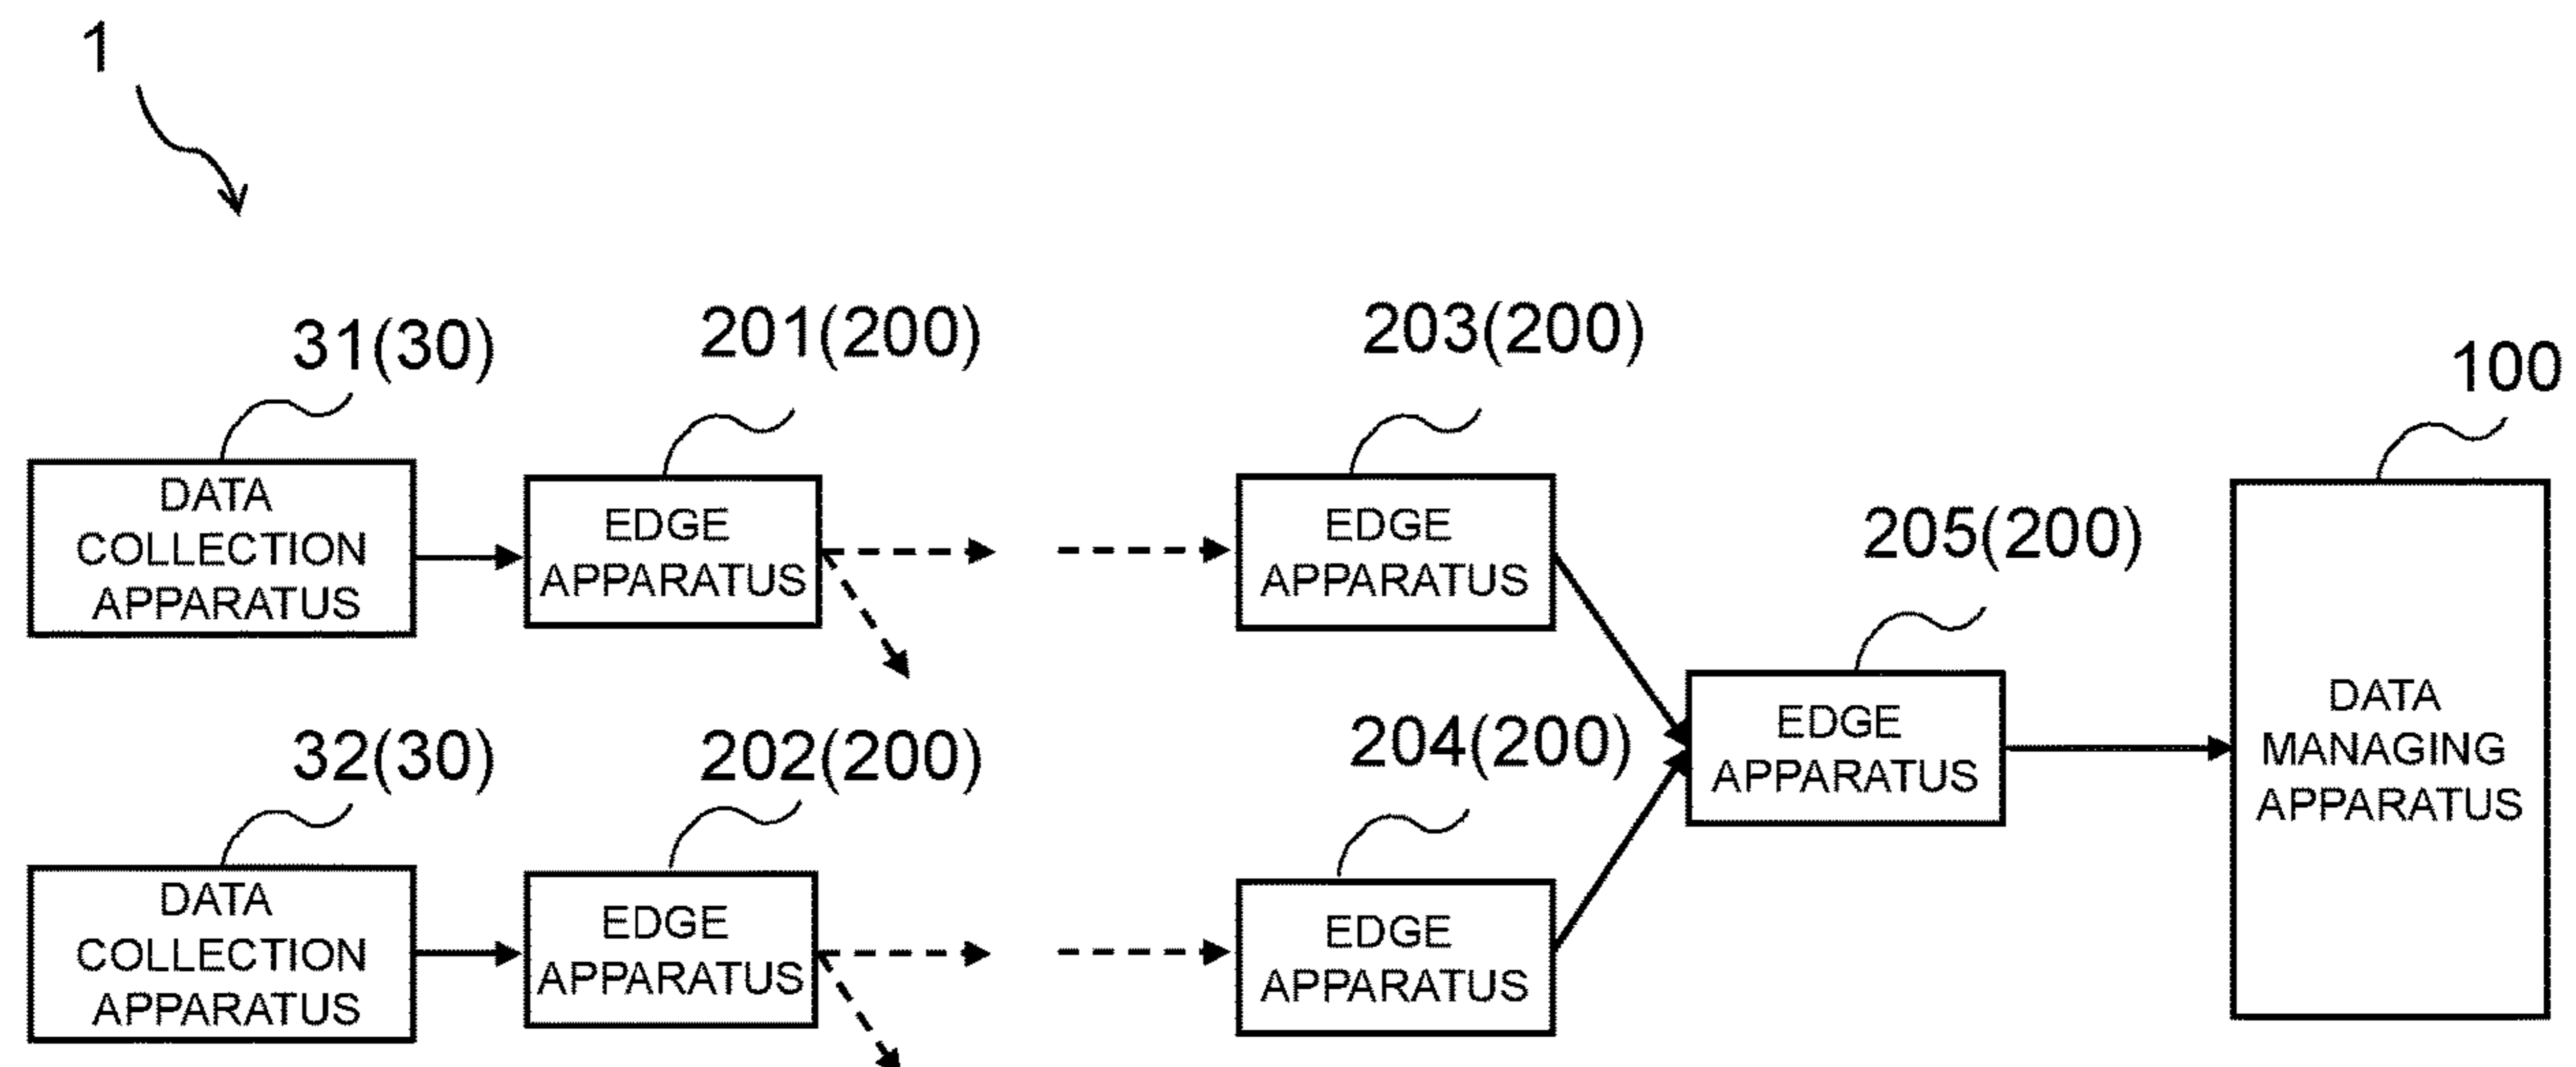 1
31(30)
201(200)
203(200)
100
DATA
COLLECTION
APPARATUS
EDGE
APPARATUS
EDGE
APPARATUS
205(200)
32(30)
202(200)
204(200)
EDGE
APPARATUS
DATA
MANAGING
APPARATUS
DATA
COLLECTION
APPARATUS
EDGE
APPARATUS
EDGE
APPARATUS